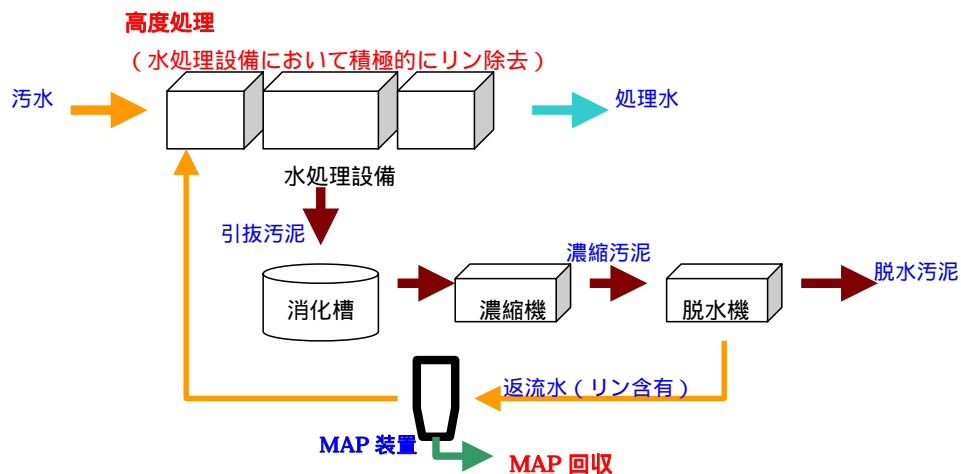 高度処理
（水処理設備において積極的にリン除去）
汚水
処理水
水処理設備
引抜汚泥
濃縮汚泥
脱水汚泥
消化槽
濃縮機
脱水機
返流水（リン含有）
MAP 装置
MAP 回収